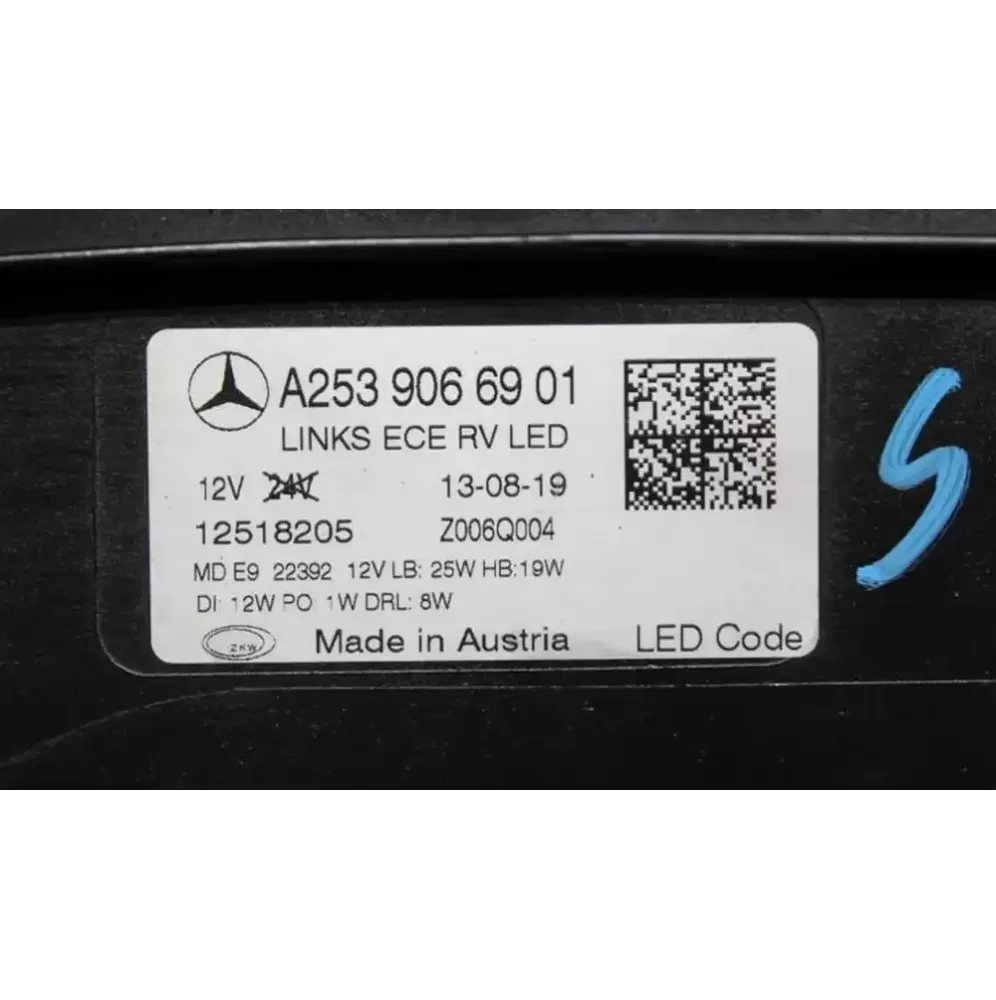 A253 906 69 01
LINKS ECE RV LED
12V 24V 13-08-19
12518205 Z006Q004
MD E9 22392 12V LB: 25W HB:19W
DI: 12W PO 1W DRL: 8W
ZKW Made in Austria LED Code
S